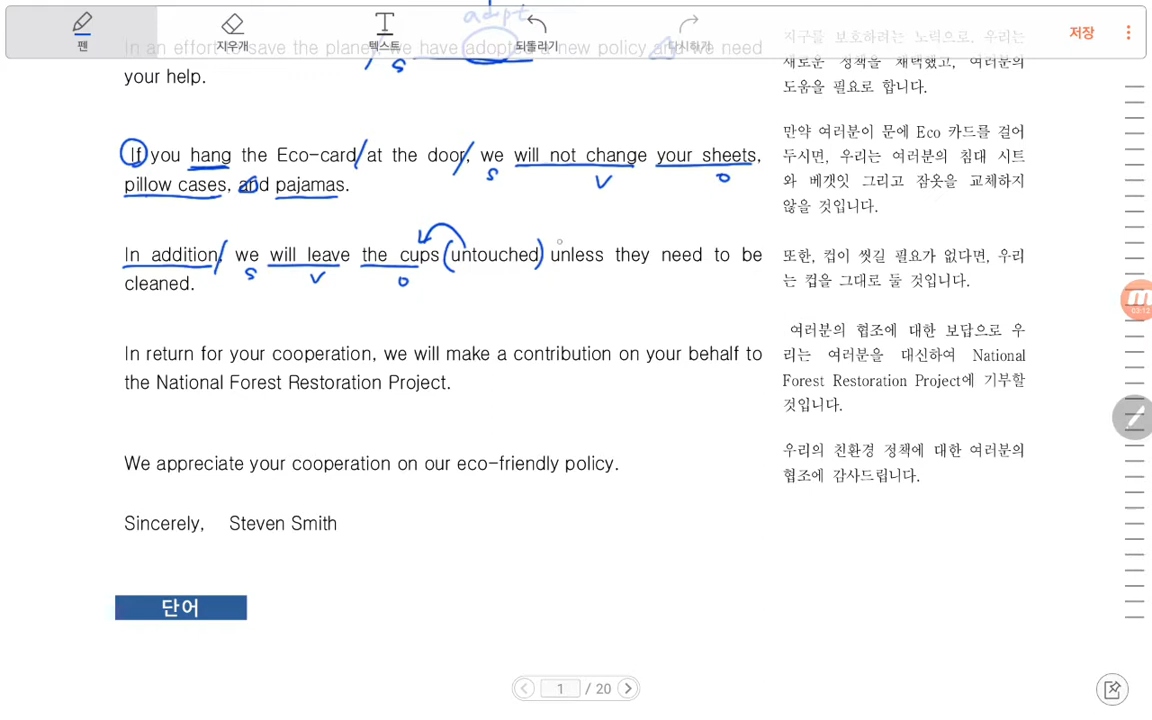 펜
지우개
텍스트
되돌리기
다시하기
저장
adopt
In an effort save the planet, we have adopted new policy and we need
your help.
S
If you hang the Eco-card at the door, we will not change your sheets,
S V O
pillow cases, and pajamas.
In addition, we will leave the cups (untouched) unless they need to be
S V O
cleaned.
In return for your cooperation, we will make a contribution on your behalf to
the National Forest Restoration Project.
We appreciate your cooperation on our eco-friendly policy.
Sincerely, Steven Smith
단어
지구를 보호하려는 노력으로, 우리는
새로운 정책을 채택했고, 여러분의
도움을 필요로 합니다.
만약 여러분이 문에 Eco 카드를 걸어
두시면, 우리는 여러분의 침대 시트
와 베갯잇 그리고 잠옷을 교체하지
않을 것입니다.
또한, 컵이 씻길 필요가 없다면, 우리
는 컵을 그대로 둘 것입니다.
여러분의 협조에 대한 보답으로 우
리는 여러분을 대신하여 National
Forest Restoration Project에 기부할
것입니다.
우리의 친환경 정책에 대한 여러분의
협조에 감사드립니다.
03:12
1 / 20